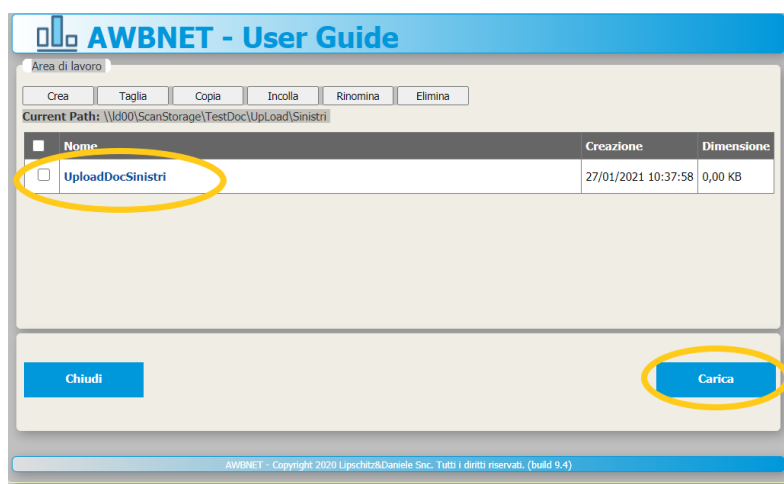 AWBNET - User Guide
Area di lavoro
Crea Taglia Copia Incolla Rinomina Elimina
Current Path: \\ld00\ScanStorage\TestDoc\UpLoad\Sinistri
Nome Creazione Dimensione
UploadDocSinistri 27/01/2021 10:37:58 0,00 KB
Chiudi Carica
AWBNET - Copyright 2020 Lipschitz&Daniele Snc. Tutti i diritti riservati. (build 9.4)